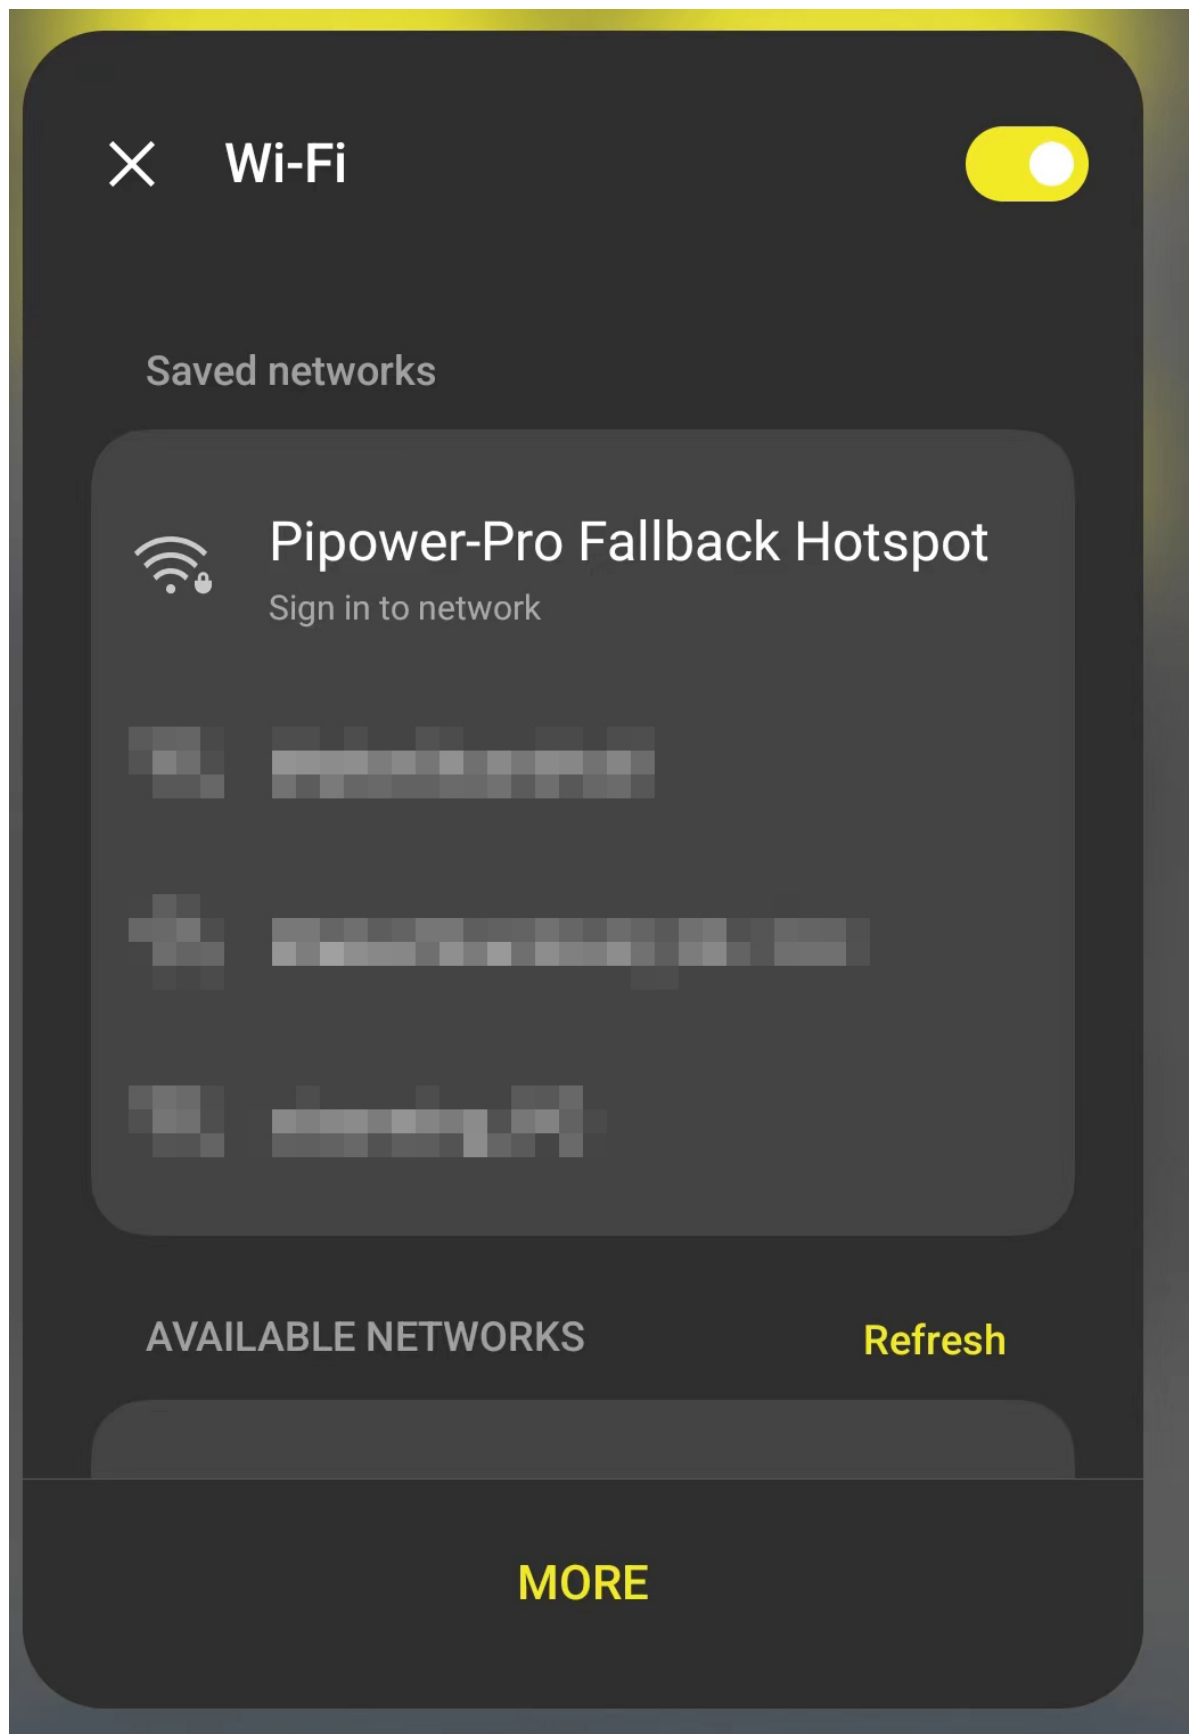 Wi-Fi
Saved networks
Pipower-Pro Fallback Hotspot
Sign in to network
AVAILABLE NETWORKS
Refresh
MORE